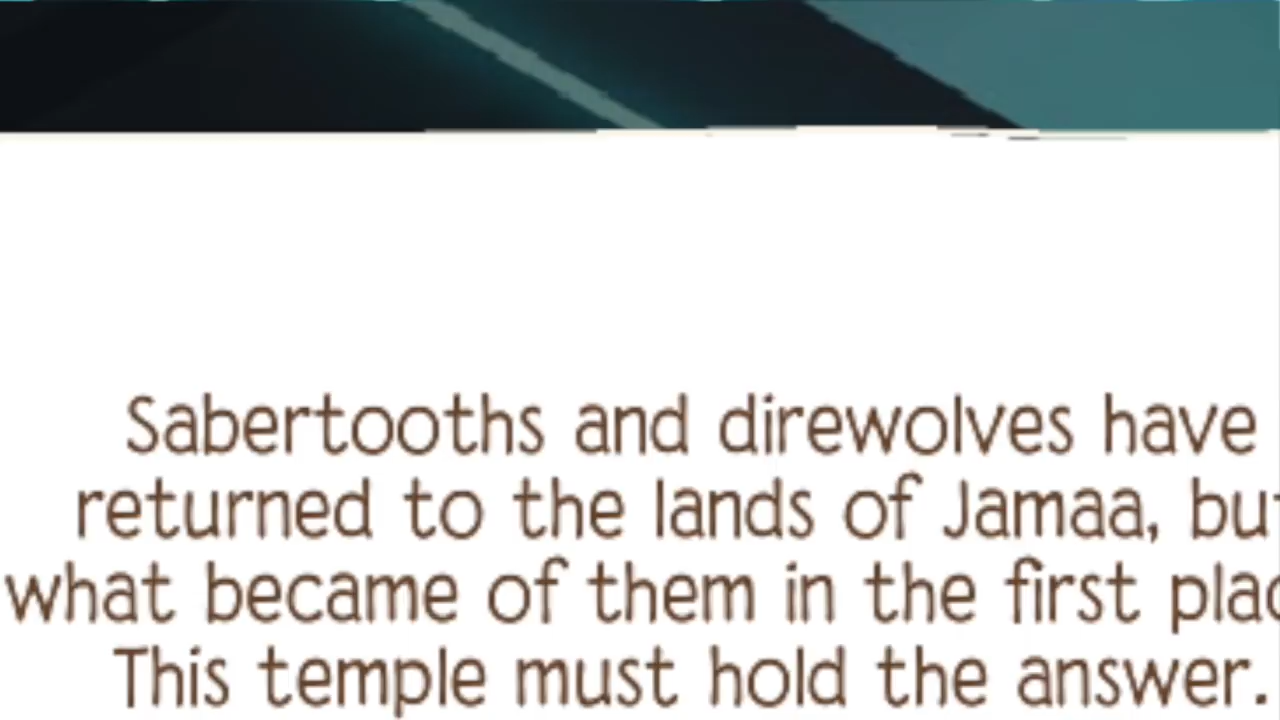 Sabertooths and direwolves have
returned to the lands of Jamaa, but
what became of them in the first
This temple must hold the answer.